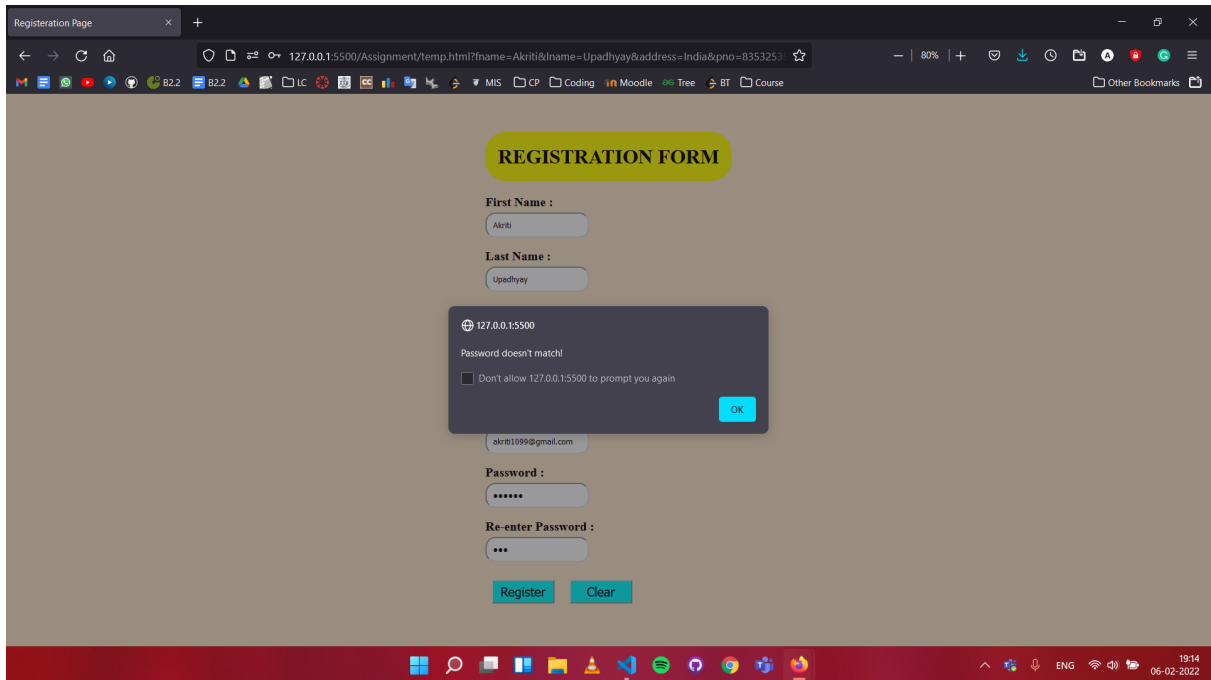 Registeration Page
127.0.0.1:5500/Assignment/temp.html?fname=Akriti&lname=Upadhyay&address=India&pno=8353253
80%
B2.2
B2.2
LC
CC
MIS
CP
Coding
Moodle
Tree
BT
Course
Other Bookmarks
REGISTRATION FORM
First Name :
Akriti
Last Name :
Upadhyay
127.0.0.1:5500
Password doesn't match!
Don't allow 127.0.0.1:5500 to prompt you again
OK
akriti1099@gmail.com
Password :
Re-enter Password :
Register
Clear
ENG
19:14
06-02-2022